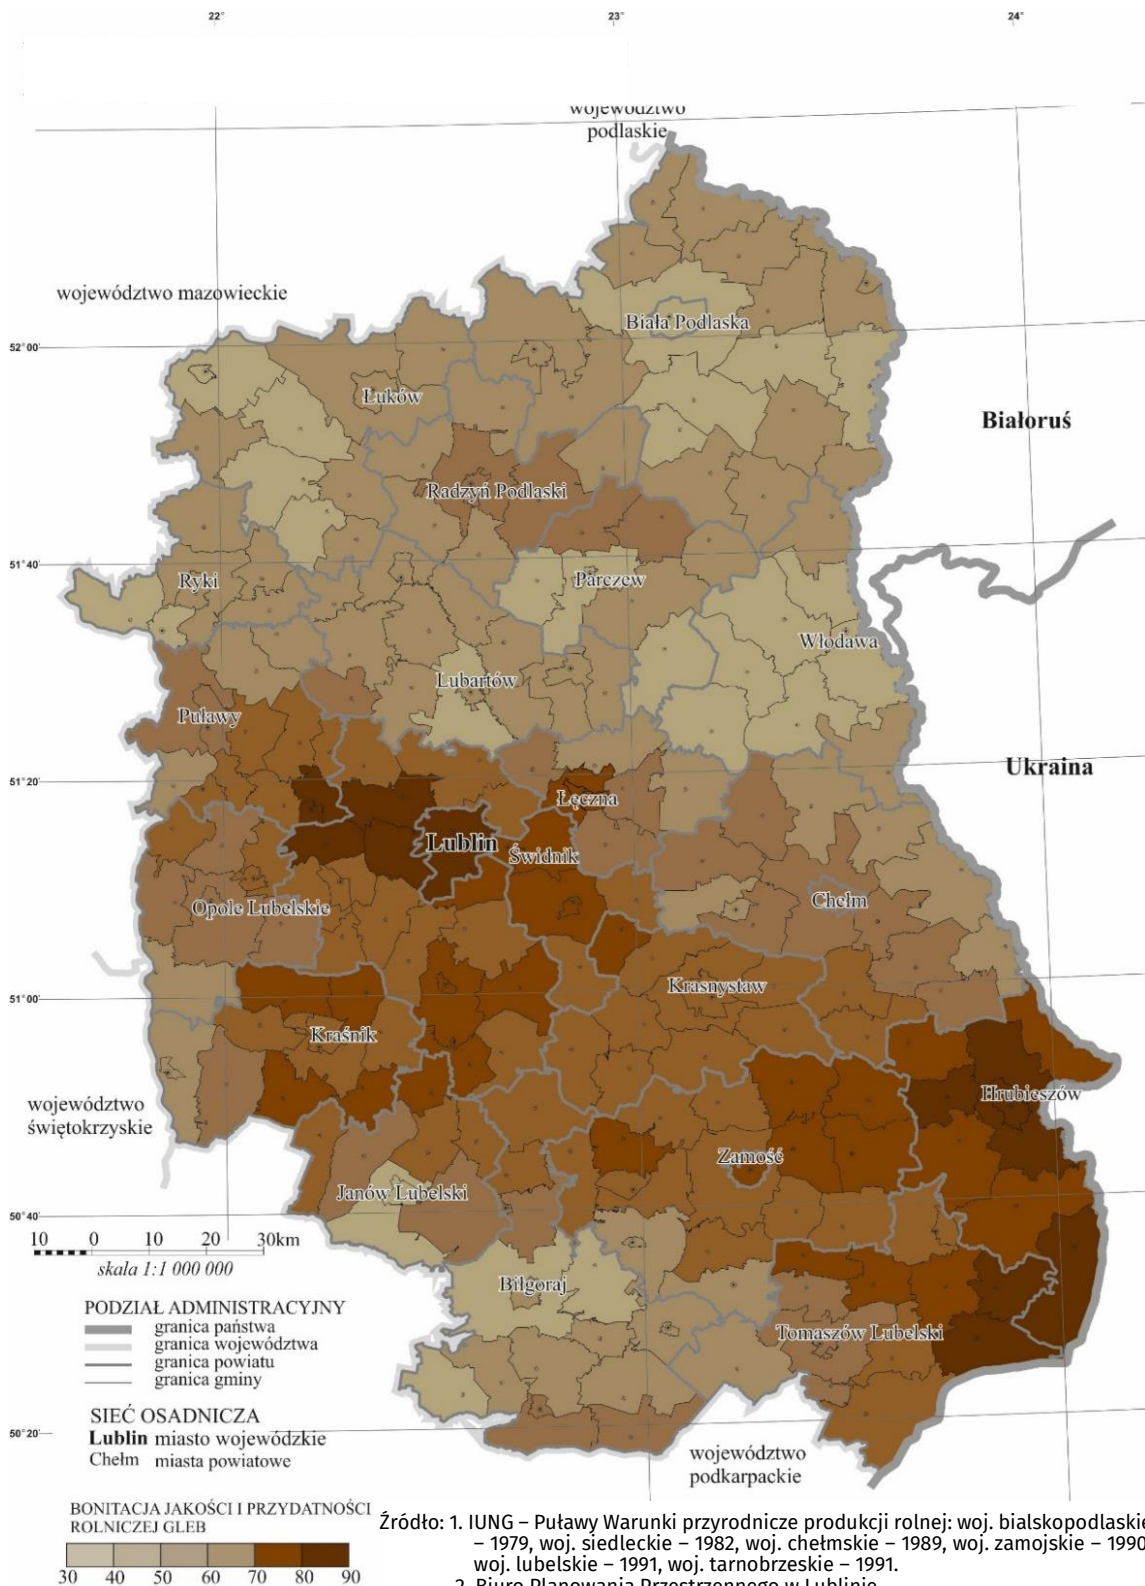 22°
23°
24°
województwo
podlaskie
województwo mazowieckie
Biała Podlaska
52°00'
Łuków
Białoruś
Radzyń Podlaski
51°40'
Ryki
Parczew
Włodawa
Lubartów
Puławy
51°20'
Ukraina
Łęczna
Lublin
Świdnik
Chełm
Opole Lubelskie
Krasnystaw
51°00'
Kraśnik
Hrubieszów
województwo
świętokrzyskie
Zamość
Janów Lubelski
50°40'
10 0 10 20 30km
skala 1:1 000 000
Biłgoraj
Tomaszów Lubelski
PODZIAŁ ADMINISTRACYJNY
granica państwa
granica województwa
granica powiatu
granica gminy
SIEĆ OSADNICZA
Lublin miasto wojewódzkie
Chełm miasta powiatowe
50°20'
województwo
podkarpackie
BONITACJA JAKOŚCI I PRZYDATNOŚCI
ROLNICZEJ GLEB
30 40 50 60 70 80 90
Źródło: 1. IUNG – Puławy Warunki przyrodnicze produkcji rolnej: woj. bialskopodlaskie
– 1979, woj. siedleckie – 1982, woj. chełmskie – 1989, woj. zamojskie – 1990
woj. lubelskie – 1991, woj. tarnobrzeskie – 1991.
2. Biuro Planowania Przestrzennego w Lublinie